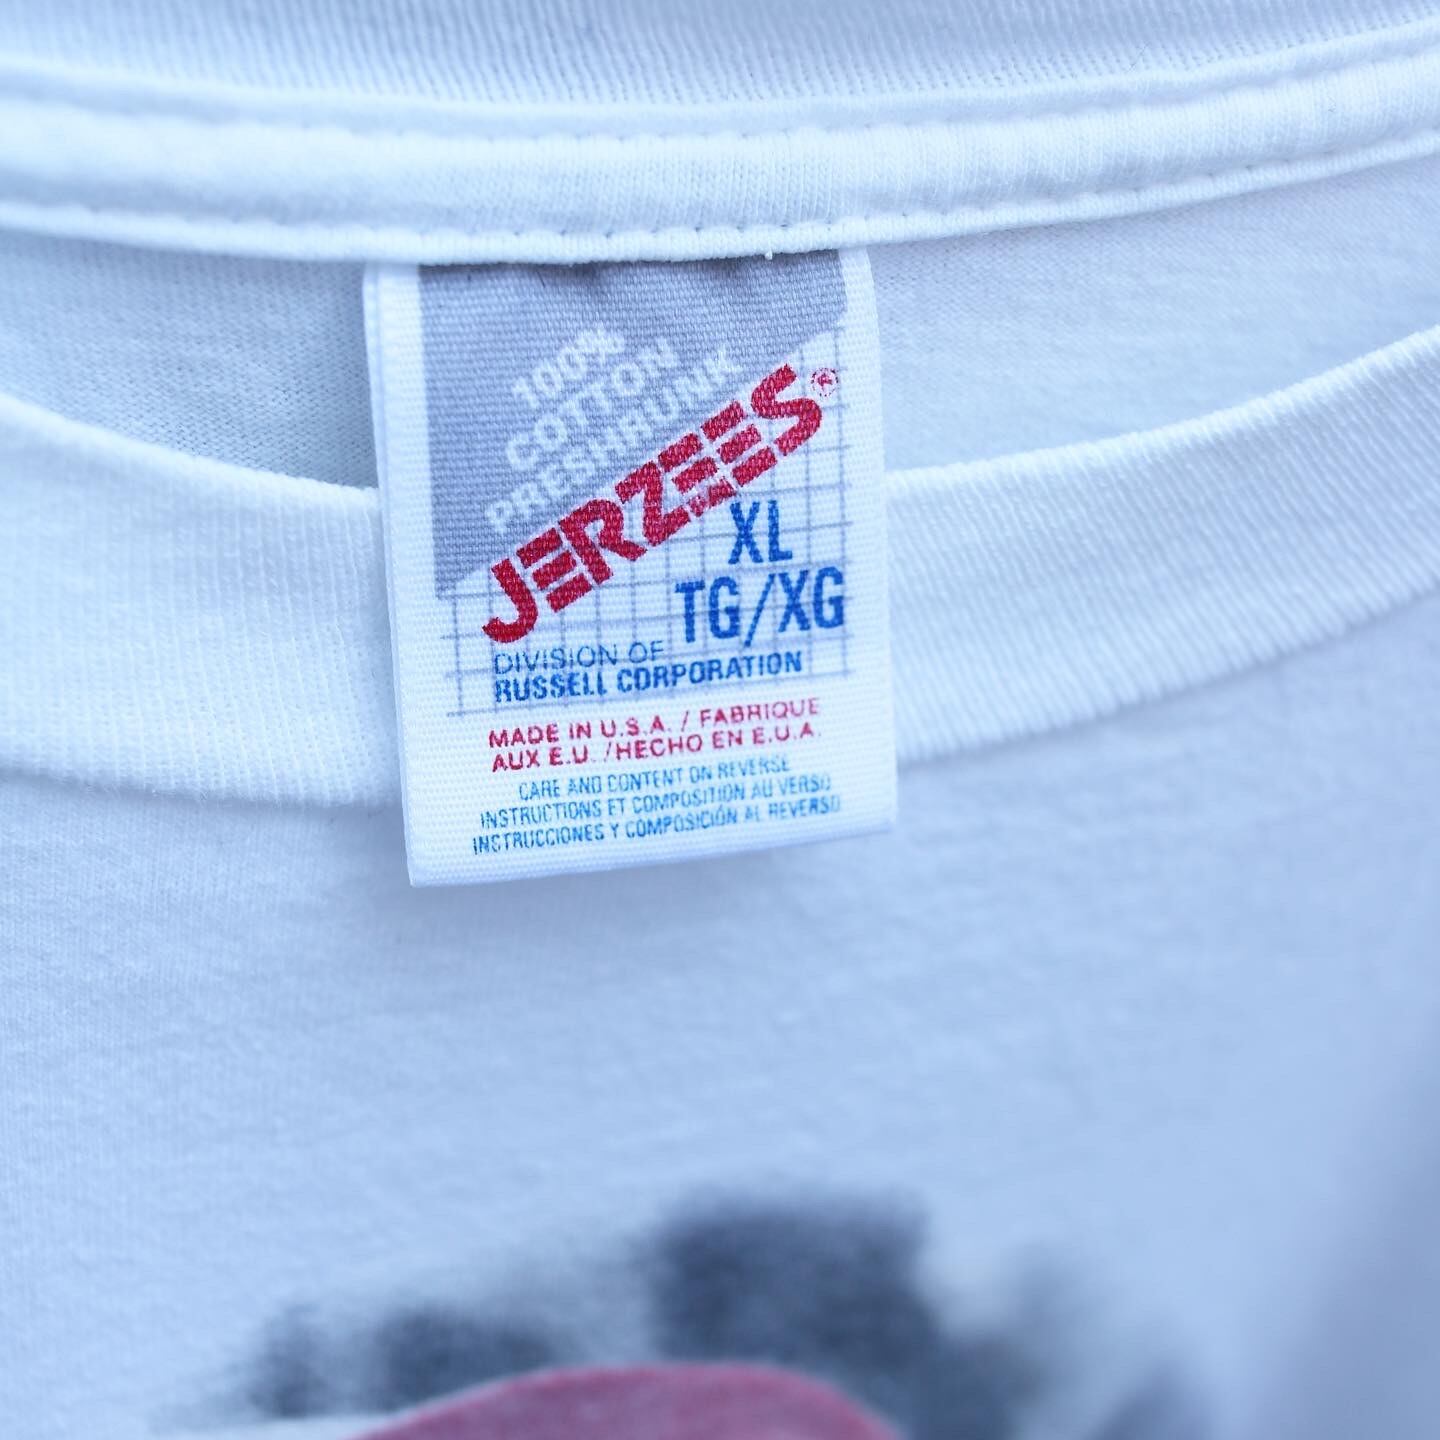 100%
COTTON
PRESHRUNK
JERZEES®
XL
TG/XG
DIVISION OF
RUSSELL CORPORATION
MADE IN U.S.A. / FABRIQUE
AUX E.U. /HECHO EN E.U.A.
CARE AND CONTENT ON REVERSE
INSTRUCTIONS ET COMPOSITION AU VERSO
INSTRUCCIONES Y COMPOSICIÓN AL REVERSO